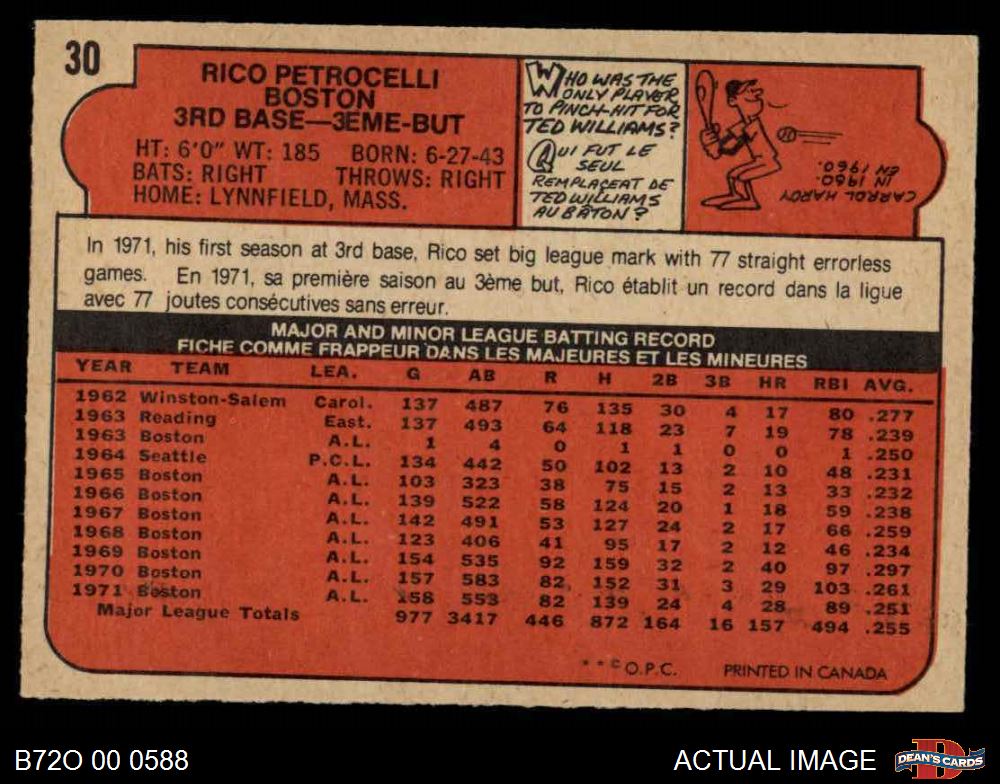 30
RICO PETROCELLI
BOSTON
3RD BASE—3EME-BUT
HT: 6'0" WT: 185 BORN: 6-27-43
BATS: RIGHT THROWS: RIGHT
HOME: LYNNFIELD, MASS.
WHO WAS THE
ONLY PLAYER
TO PINCH-HIT FOR
TED WILLIAMS?
QUI FUT LE
SEUL
REMPLAÇEAT DE
TED WILLIAMS
AU BÂTON?
CARROL HARDY
IN 1960.
EN 1960.
In 1971, his first season at 3rd base, Rico set big league mark with 77 straight errorless
games. En 1971, sa première saison au 3ème but, Rico établit un record dans la ligue
avec 77 joutes consécutives sans erreur.
MAJOR AND MINOR LEAGUE BATTING RECORD
FICHE COMME FRAPPEUR DANS LES MAJEURES ET LES MINEURES
YEAR TEAM LEA. G AB R H 2B 3B HR RBI AVG.
1962 Winston-Salem Carol. 137 487 76 135 30 4 17 80 .277
1963 Reading East. 137 493 64 118 23 7 19 78 .239
1963 Boston A.L. 1 4 0 1 1 0 0 1 .250
1964 Seattle P.C.L. 134 442 50 102 13 2 10 48 .231
1965 Boston A.L. 103 323 38 75 15 2 13 33 .232
1966 Boston A.L. 139 522 58 124 20 1 18 59 .238
1967 Boston A.L. 142 491 53 127 24 2 17 66 .259
1968 Boston A.L. 123 406 41 95 17 2 12 46 .234
1969 Boston A.L. 154 535 92 159 32 2 40 97 .297
1970 Boston A.L. 157 583 82 152 31 3 29 103 .261
1971 Boston A.L. 158 553 82 139 24 4 28 89 .251
Major League Totals 977 3417 446 872 164 16 157 494 .255
* * © O.P.C. PRINTED IN CANADA
B72O 00 0588
ACTUAL IMAGE
D
DEAN'S CARDS